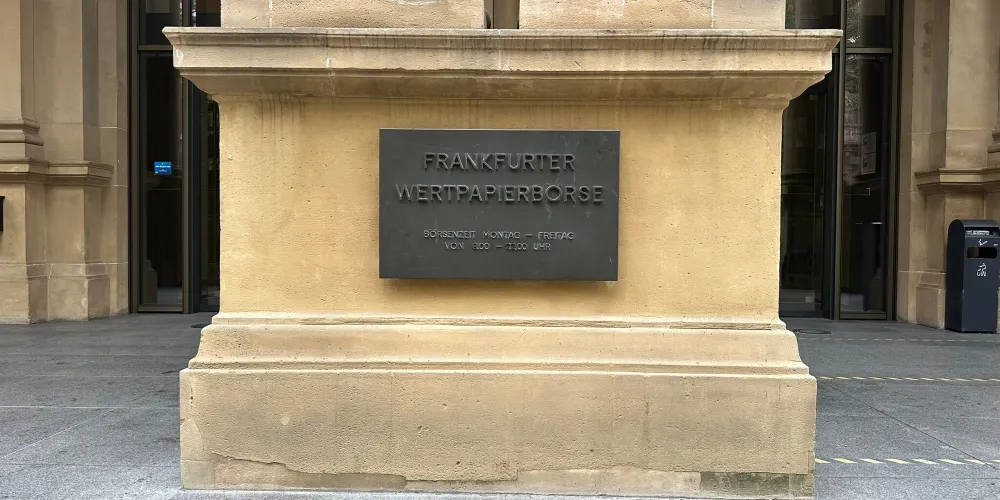 FRANKFURTER
WERTPAPIERBÖRSE
BÖRSENZEIT MONTAG – FREITAG
VON 8.00 – 22.00 UHR